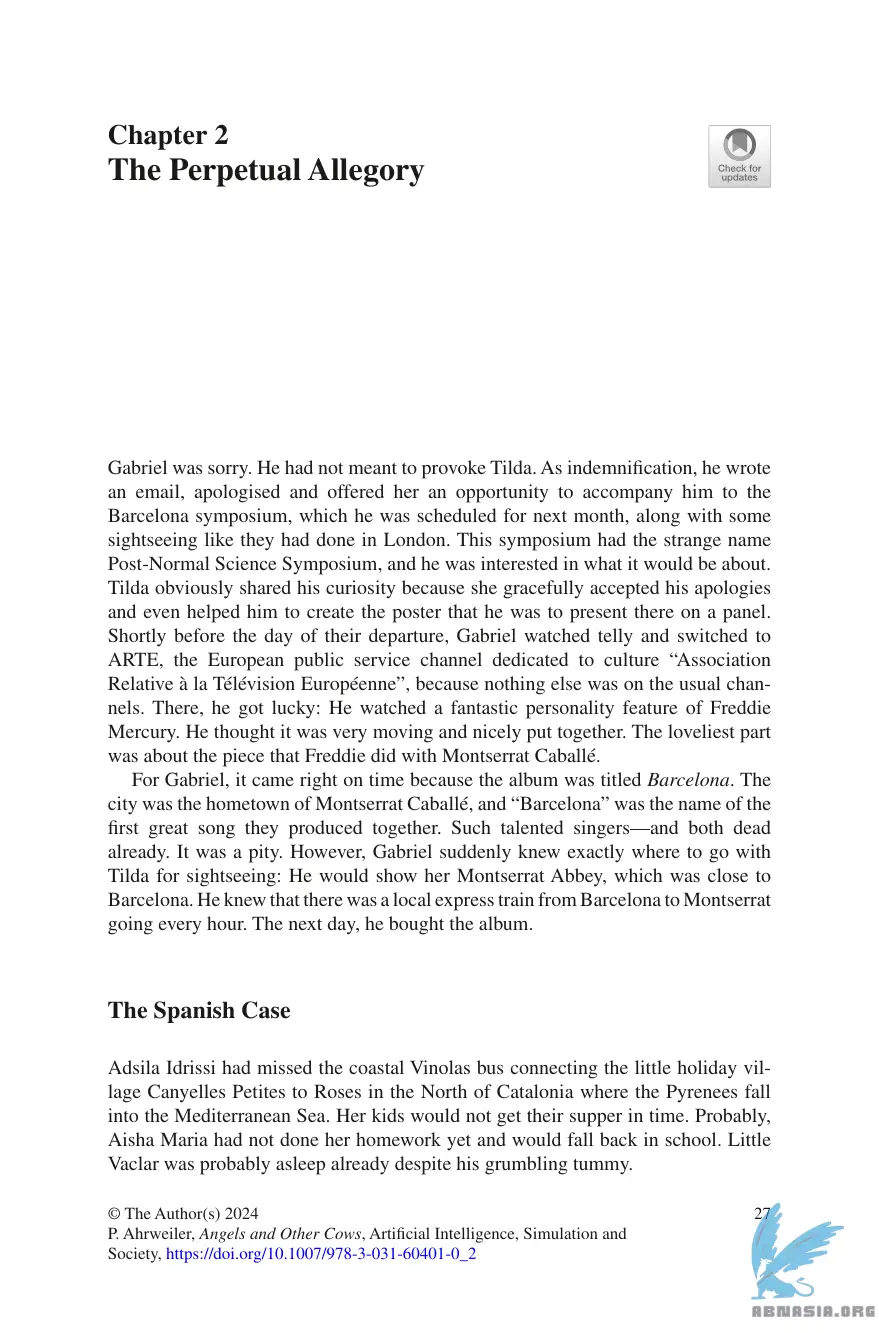 Chapter 2
The Perpetual Allegory
Check for
updates
Gabriel was sorry. He had not meant to provoke Tilda. As indemnification, he wrote
an email, apologised and offered her an opportunity to accompany him to the
Barcelona symposium, which he was scheduled for next month, along with some
sightseeing like they had done in London. This symposium had the strange name
Post-Normal Science Symposium, and he was interested in what it would be about.
Tilda obviously shared his curiosity because she gracefully accepted his apologies
and even helped him to create the poster that he was to present there on a panel.
Shortly before the day of their departure, Gabriel watched telly and switched to
ARTE, the European public service channel dedicated to culture “Association
Relative à la Télévision Européenne”, because nothing else was on the usual chan-
nels. There, he got lucky: He watched a fantastic personality feature of Freddie
Mercury. He thought it was very moving and nicely put together. The loveliest part
was about the piece that Freddie did with Montserrat Caballé.
For Gabriel, it came right on time because the album was titled Barcelona. The
city was the hometown of Montserrat Caballé, and “Barcelona” was the name of the
first great song they produced together. Such talented singers—and both dead
already. It was a pity. However, Gabriel suddenly knew exactly where to go with
Tilda for sightseeing: He would show her Montserrat Abbey, which was close to
Barcelona. He knew that there was a local express train from Barcelona to Montserrat
going every hour. The next day, he bought the album.
The Spanish Case
Adsila Idrissi had missed the coastal Vinolas bus connecting the little holiday vil-
lage Canyelles Petites to Roses in the North of Catalonia where the Pyrenees fall
into the Mediterranean Sea. Her kids would not get their supper in time. Probably,
Aisha Maria had not done her homework yet and would fall back in school. Little
Vaclar was probably asleep already despite his grumbling tummy.
© The Author(s) 2024
27
P. Ahrweiler, Angels and Other Cows, Artificial Intelligence, Simulation and
Society, https://doi.org/10.1007/978-3-031-60401-0_2
ABNASIA.ORG